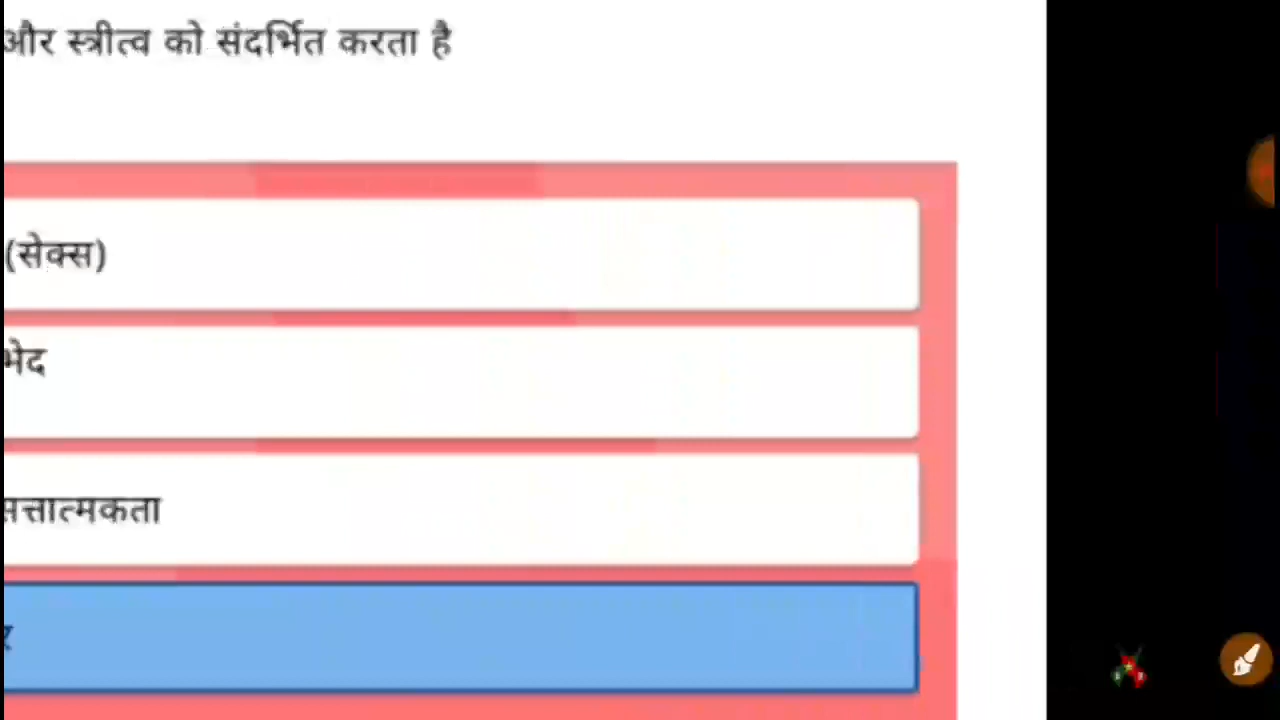 और स्त्रीत्व को संदर्भित करता है
(सेक्स)
भेद
सत्तात्मकता